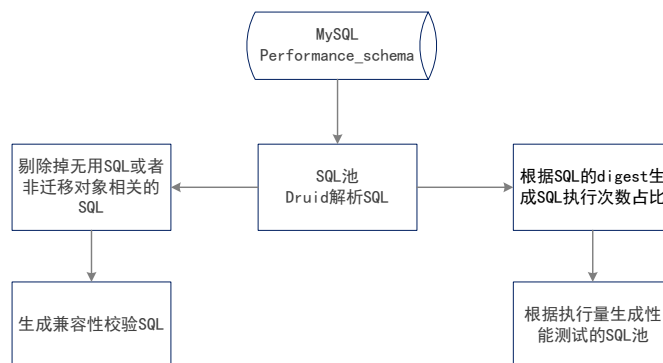 MySQL
Performance_schema
剔除掉无用SQL或者
非迁移对象相关的
SQL
SQL池
Druid解析SQL
根据SQL的digest生
成SQL执行次数占比
生成兼容性校验SQL
根据执行量生成性
能测试的SQL池